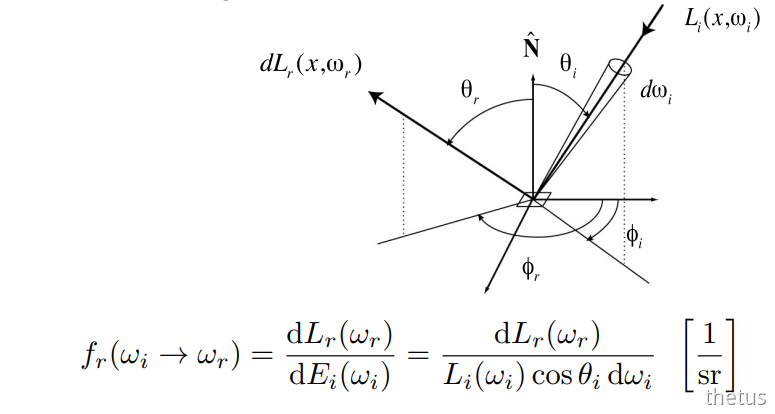 L_i(x,ω_i)
N̂
dL_r(x,ω_r)
θ_i
θ_r
dω_i
ϕ_i
ϕ_r
f_r(ω_i → ω_r) = dL_r(ω_r) / dE_i(ω_i) = dL_r(ω_r) / L_i(ω_i) cos θ_i dω_i [1/sr]
thetus